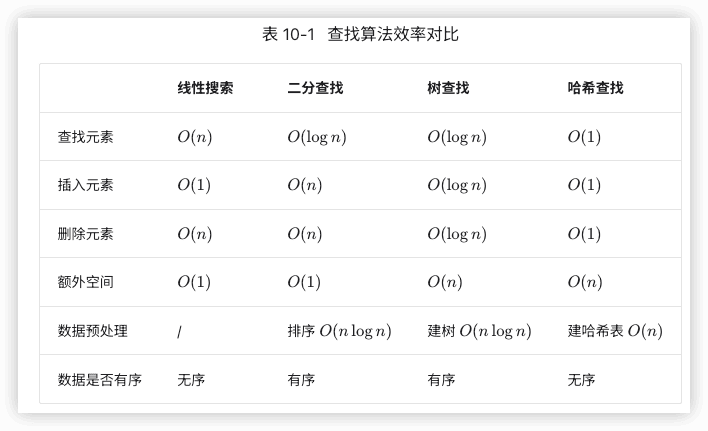 表 10-1 查找算法效率对比
线性搜索 二分查找 树查找 哈希查找
查找元素 O(n) O(log n) O(log n) O(1)
插入元素 O(1) O(n) O(log n) O(1)
删除元素 O(n) O(n) O(log n) O(1)
额外空间 O(1) O(1) O(n) O(n)
数据预处理 / 排序 O(n log n) 建树 O(n log n) 建哈希表 O(n)
数据是否有序 无序 有序 有序 无序